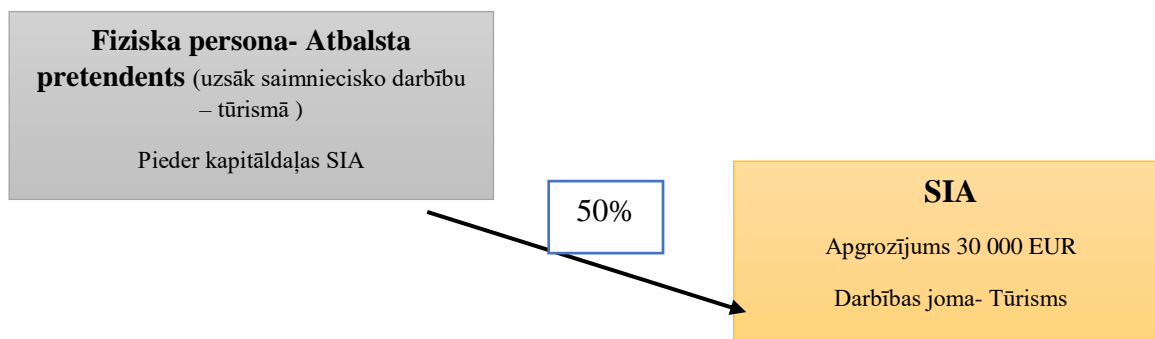 Fiziska persona- Atbalsta
pretendents (uzsāk saimniecisko darbību
– tūrismā )
Pieder kapitāldaļas SIA
50%
SIA
Apgrozījums 30 000 EUR
Darbības joma- Tūrisms